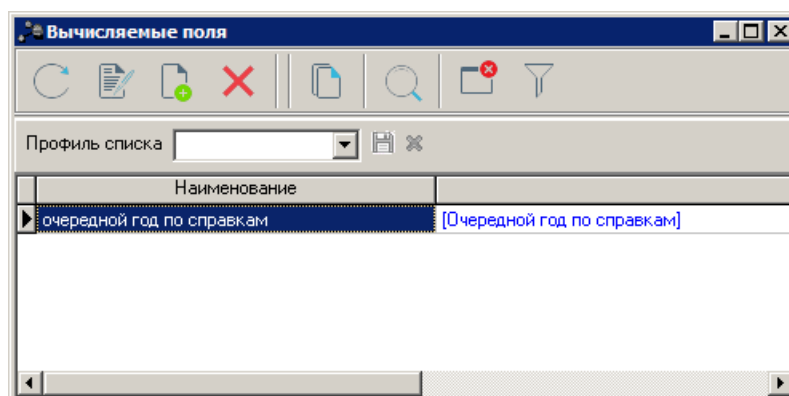 Вычисляемые поля
Профиль списка
Наименование
очередной год по справкам [Очередной год по справкам]